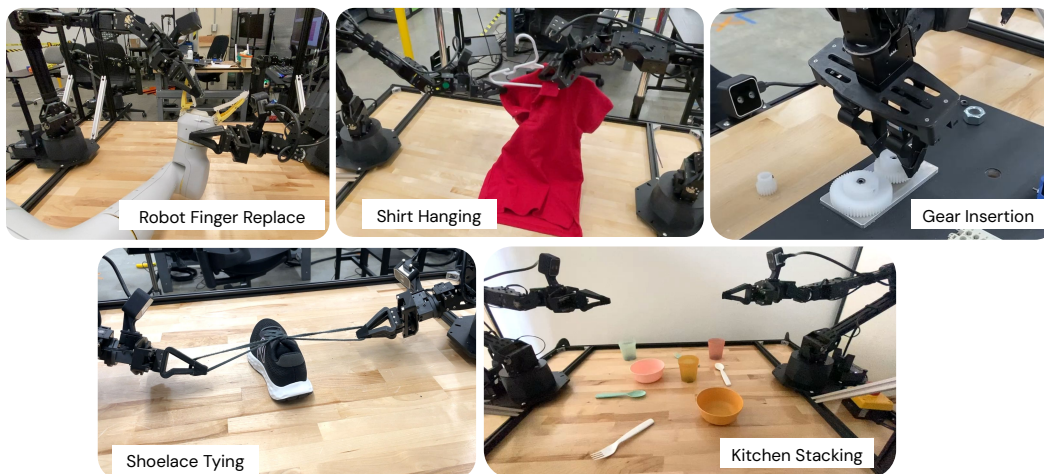 Robot Finger Replace
Shirt Hanging
Gear Insertion
Shoelace Tying
Kitchen Stacking